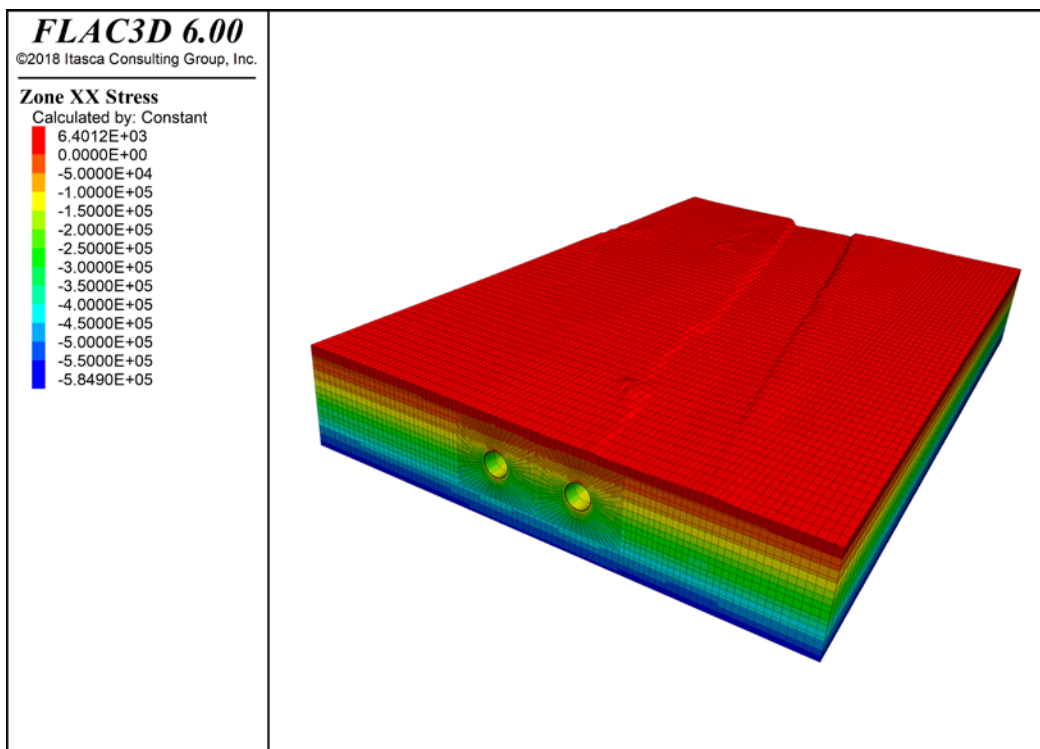 FLAC3D 6.00
©2018 Itasca Consulting Group, Inc.
Zone XX Stress
Calculated by: Constant
6.4012E+03
0.0000E+00
-5.0000E+04
-1.0000E+05
-1.5000E+05
-2.0000E+05
-2.5000E+05
-3.0000E+05
-3.5000E+05
-4.0000E+05
-4.5000E+05
-5.0000E+05
-5.5000E+05
-5.8490E+05